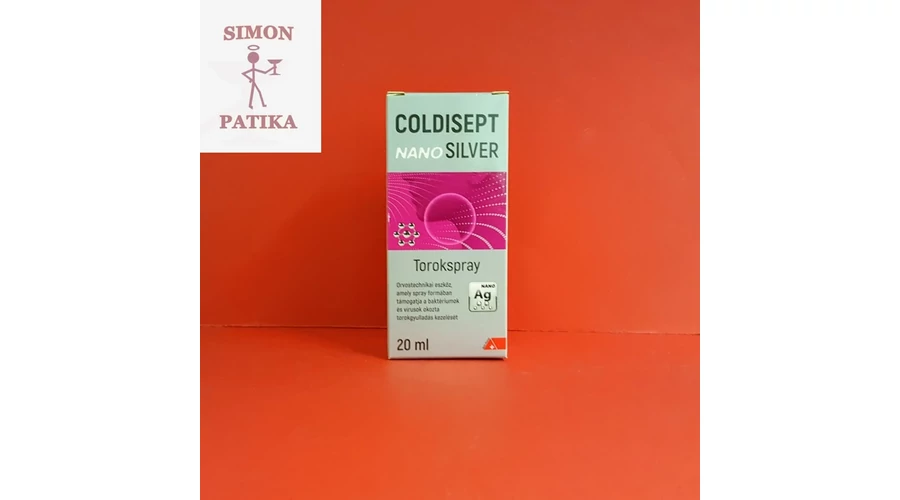 SIMON
PATIKA
COLDISEPT
NANO SILVER
Torokspray
Orvostechnikai eszköz,
amely spray formában
támogatja a baktériumok
és vírusok okozta
torokgyulladás kezelését
NANO
Ag
20 ml